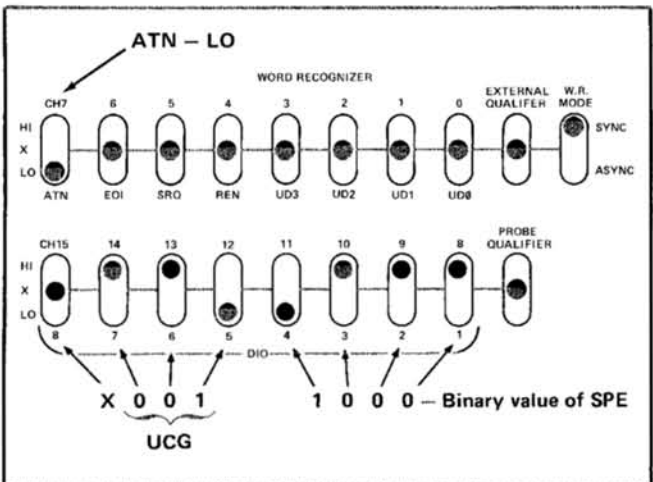 ATN – LO
WORD RECOGNIZER
CH7 6 5 4 3 2 1 0 EXTERNAL QUALIFER W.R. MODE
HI SYNC
X
LO ASYNC
ATN EOI SRQ REN UD3 UD2 UD1 UD0
CH15 14 13 12 11 10 9 8 PROBE QUALIFIER
HI
X
LO
8 7 6 5 4 3 2 1
DIO
X 0 0 1 1 0 0 0 – Binary value of SPE
UCG